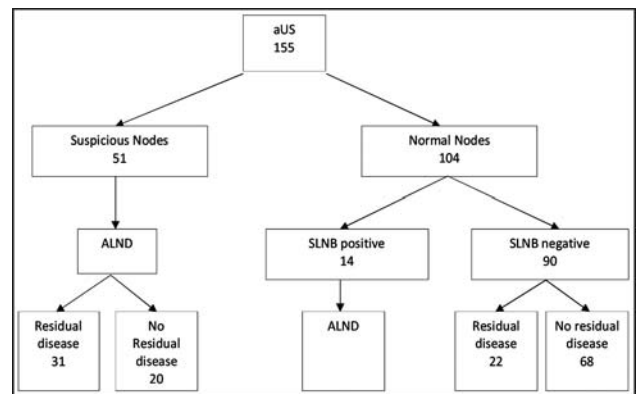 aUS
155
Suspicious Nodes
51
Normal Nodes
104
ALND
SLNB positive
14
SLNB negative
90
Residual
disease
31
No
Residual
disease
20
ALND
Residual
disease
22
No residual
disease
68